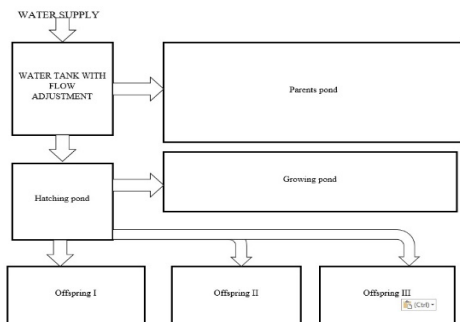 WATER SUPPLY
WATER TANK WITH
FLOW
ADJUSTMENT
Parents pond
Hatching pond
Growing pond
Offspring I
Offspring II
Offspring III
(Ctrl)